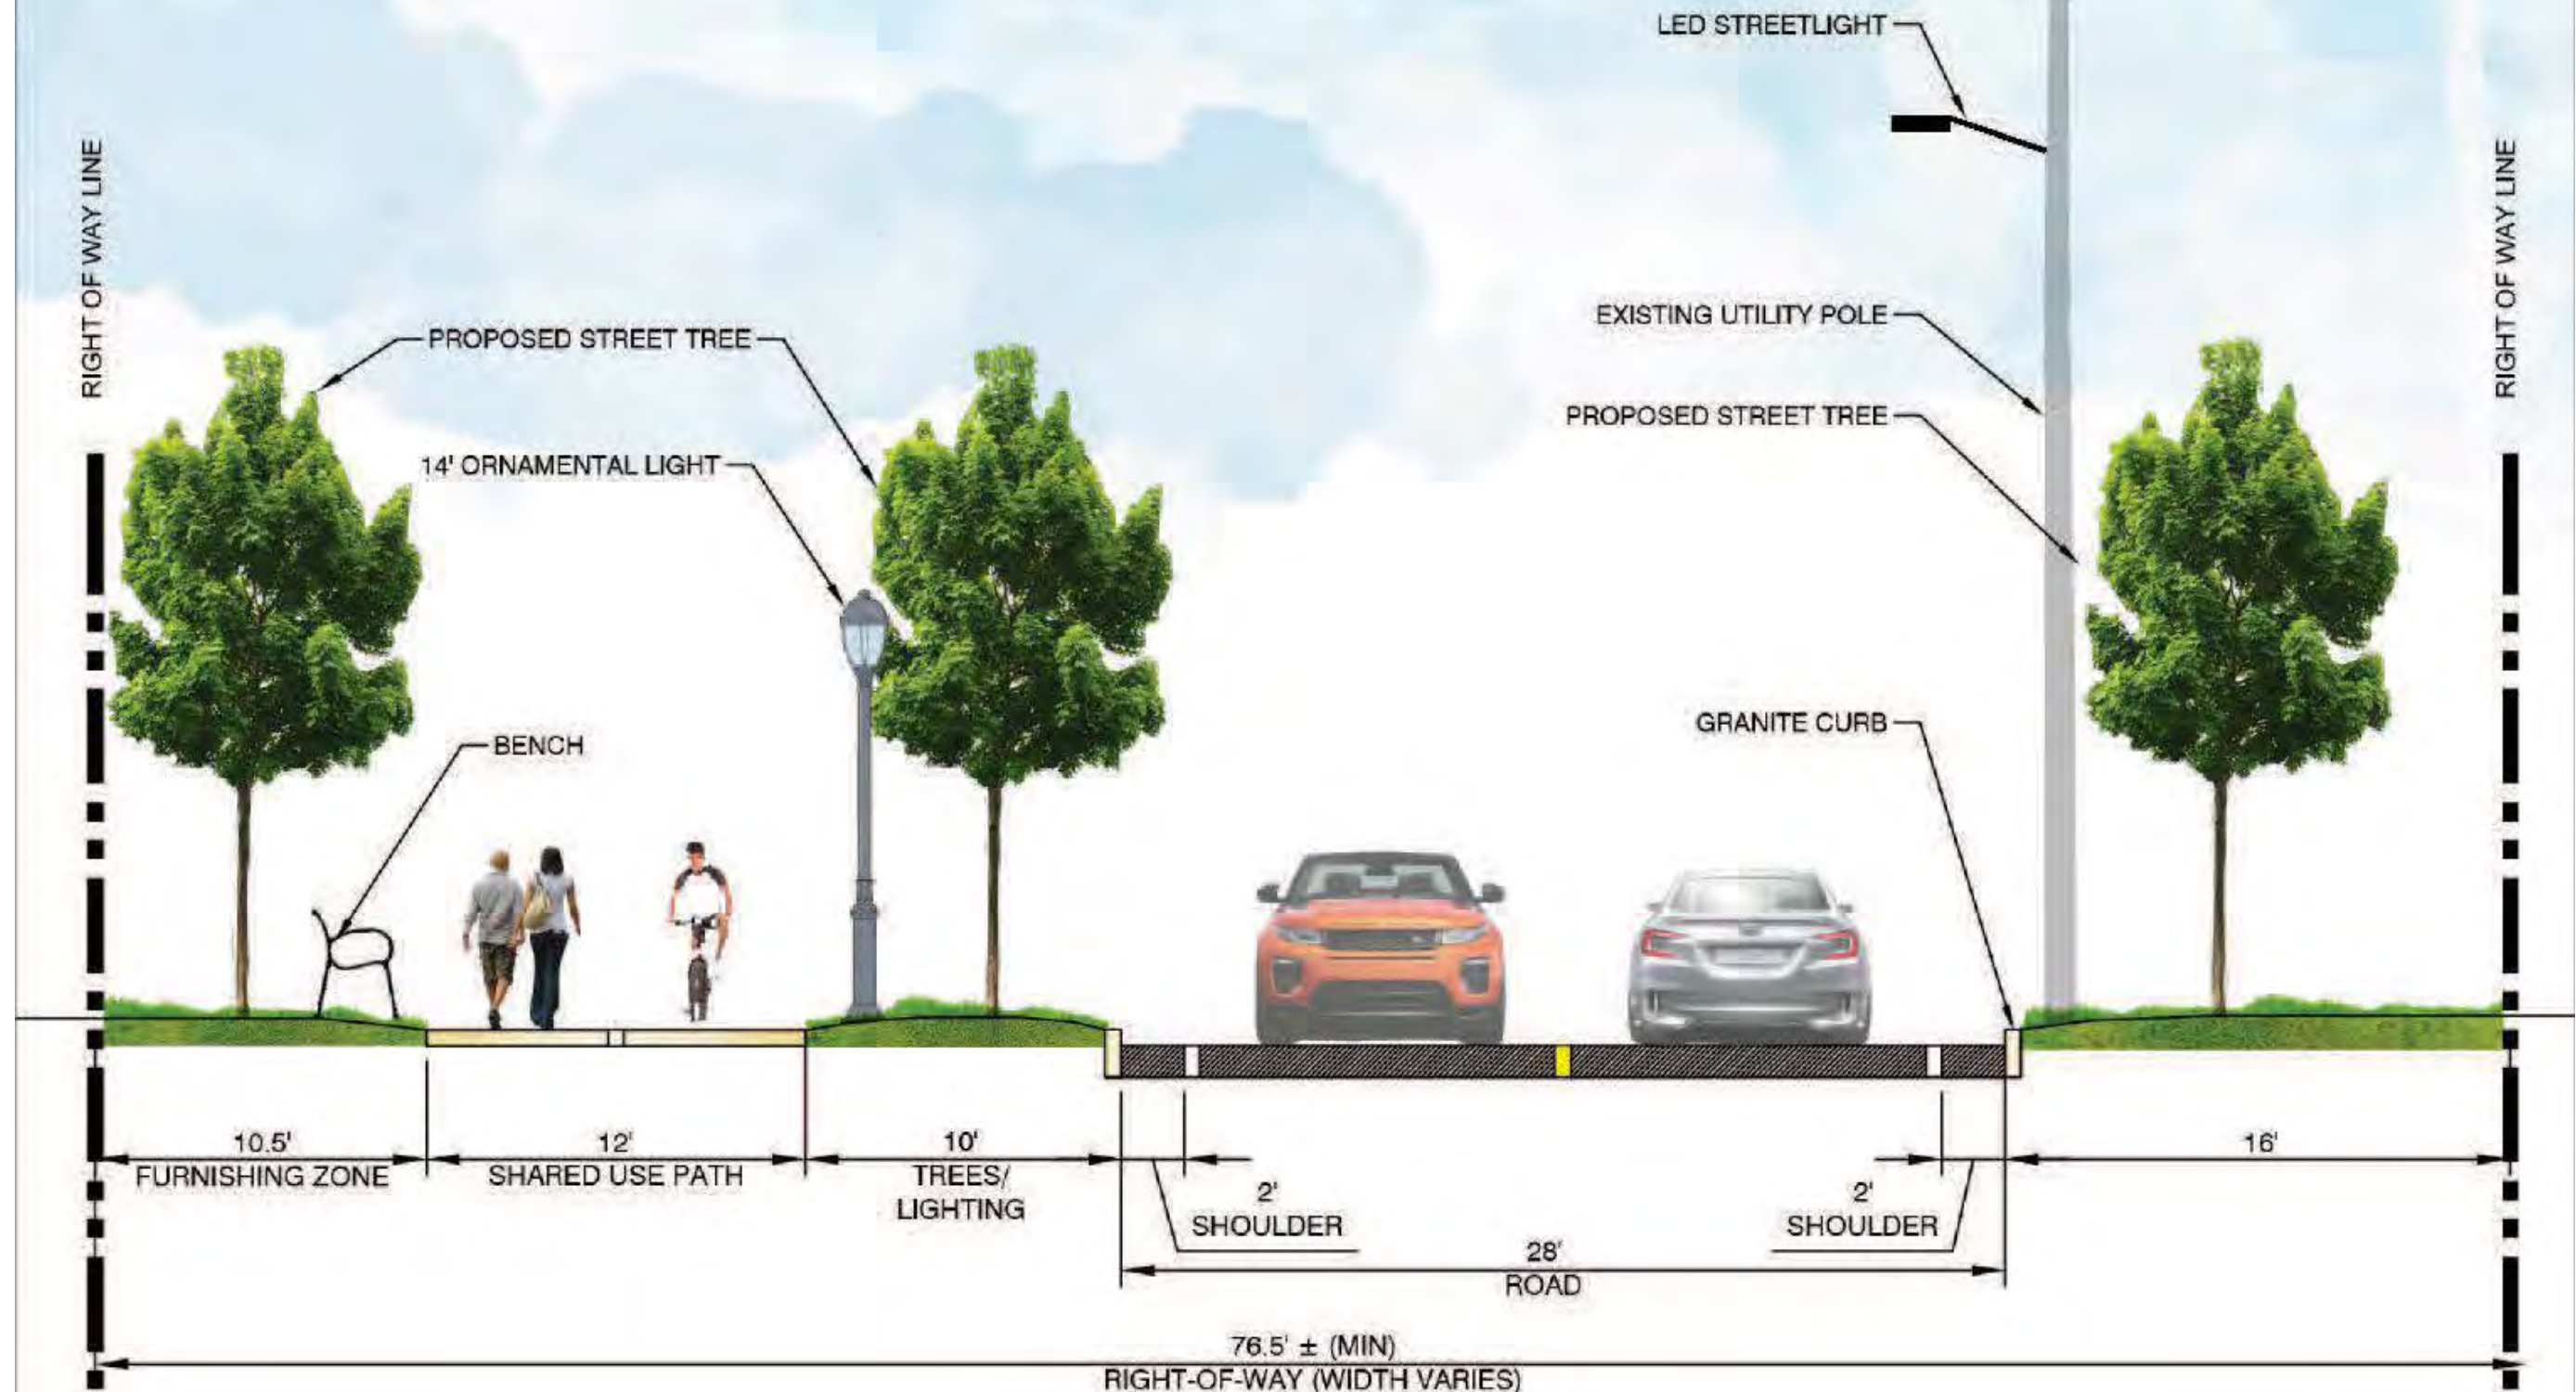 LED STREETLIGHT
RIGHT OF WAY LINE
RIGHT OF WAY LINE
EXISTING UTILITY POLE
PROPOSED STREET TREE
PROPOSED STREET TREE
14' ORNAMENTAL LIGHT
GRANITE CURB
BENCH
10.5'
FURNISHING ZONE
12'
SHARED USE PATH
10'
TREES/
LIGHTING
2'
SHOULDER
2'
SHOULDER
16'
28'
ROAD
76.5' ± (MIN)
RIGHT-OF-WAY (WIDTH VARIES)